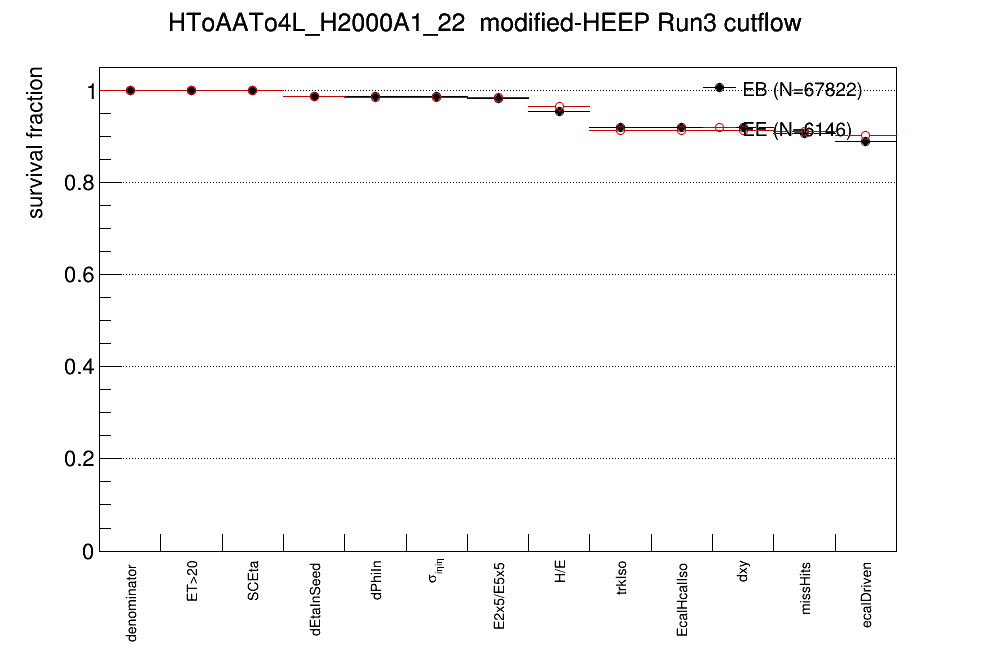 HToAATo4L_H2000A1_22 modified-HEEP Run3 cutflow
survival fraction
1
0.8
0.6
0.4
0.2
0
EB (N=67822)
EE (N=6146)
denominator
ET>20
SCEta
dEtaInSeed
dPhiIn
σiηiη
E2x5/E5x5
H/E
trkIso
EcalHcalIso
dxy
missHits
ecalDriven